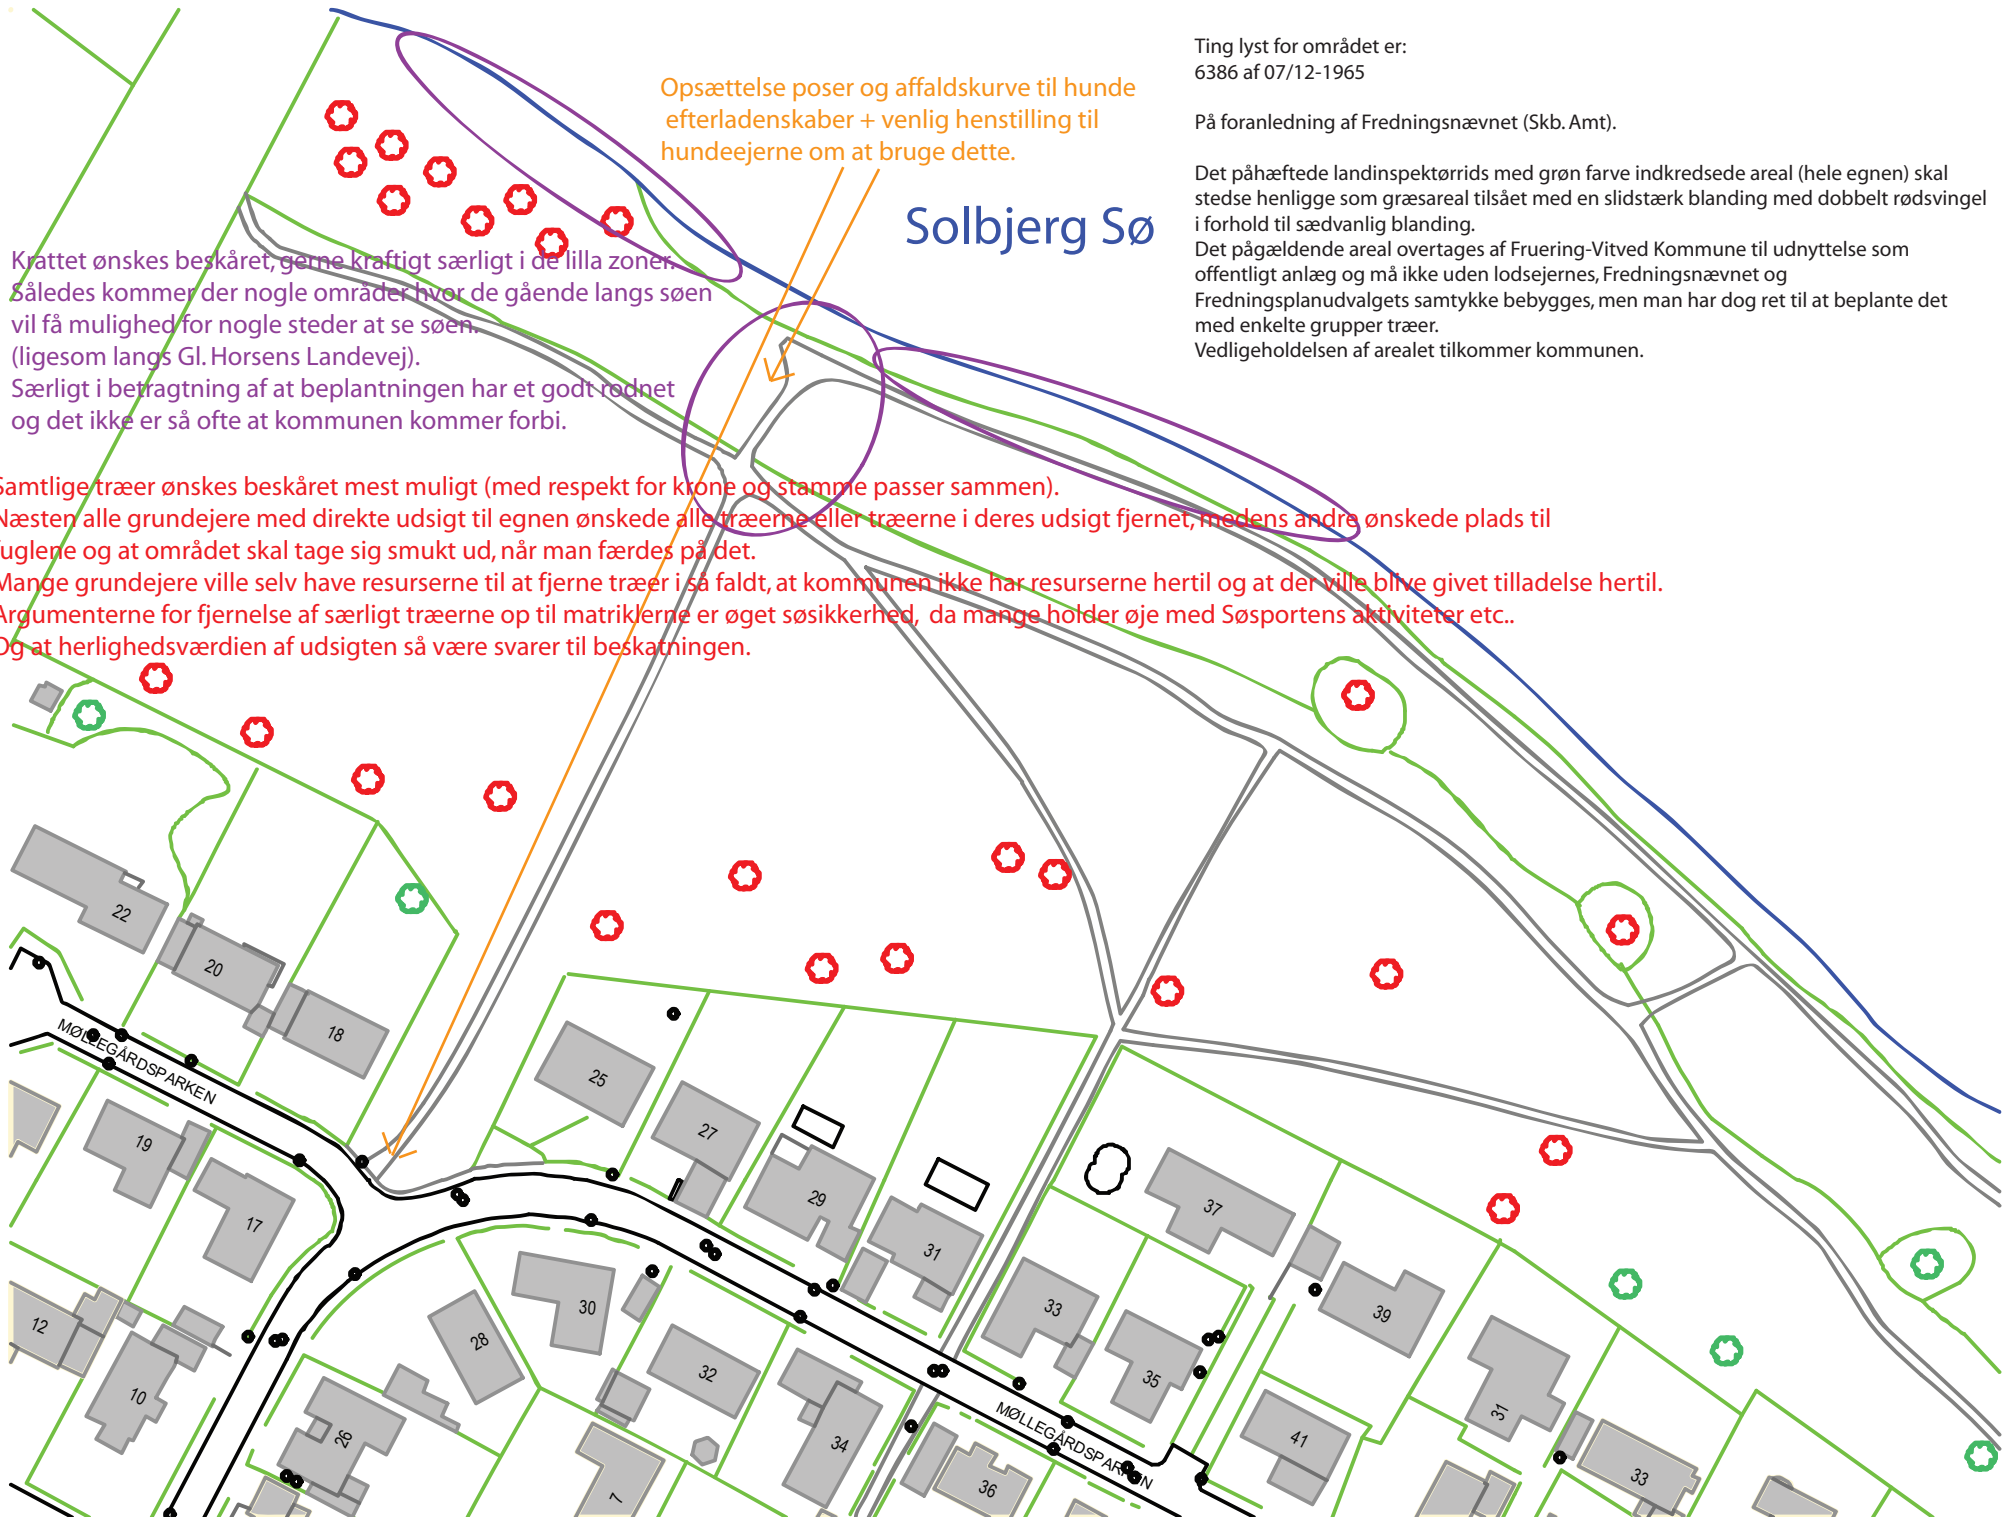 Ting lyst for området er:
6386 af 07/12-1965
På foranledning af Fredningsnævnet (Skb. Amt).
Det påhæftede landinspektørrids med grøn farve indkredsede areal (hele egnen) skal
stedse henligge som græsareal tilsået med en slidstærk blanding med dobbelt rødsvingel
i forhold til sædvanlig blanding.
Det pågældende areal overtages af Fruering-Vitved Kommune til udnyttelse som
offentligt anlæg og må ikke uden lodsejernes, Fredningsnævnet og
Fredningsplanudvalgets samtykke bebygges, men man har dog ret til at beplante det
med enkelte grupper træer.
Vedligeholdelsen af arealet tilkommer kommunen.
Opsættelse poser og affaldskurve til hunde
efterladenskaber + venlig henstilling til
hundeejerne om at bruge dette.
Solbjerg Sø
Krattet ønskes beskåret, gerne kraftigt særligt i de lilla zoner.
Således kommer der nogle områder hvor de gående langs søen
vil få mulighed for nogle steder at se søen.
(ligesom langs Gl. Horsens Landevej).
Særligt i betragtning af at beplantningen har et godt rodnet
og det ikke er så ofte at kommunen kommer forbi.
Samtlige træer ønskes beskåret mest muligt (med respekt for krone og stamme passer sammen).
Næsten alle grundejere med direkte udsigt til egnen ønskede alle træerne eller træerne i deres udsigt fjernet, medens andre ønskede plads til
fuglene og at området skal tage sig smukt ud, når man færdes på det.
Mange grundejere ville selv have resurserne til at fjerne træer i så faldt, at kommunen ikke har resurserne hertil og at der ville blive givet tilladelse hertil.
Argumenterne for fjernelse af særligt træerne op til matriklerne er øget søsikkerhed, da mange holder øje med Søsportens aktiviteter etc..
Og at herlighedsværdien af udsigten så være svarer til beskatningen.
22
20
18
MØLLEGÅRDSPARKEN
25
27
19
17
29
31
37
33
35
39
30
28
32
34
12
10
26
7
36
MØLLEGÅRDSPARKEN
41
31
33